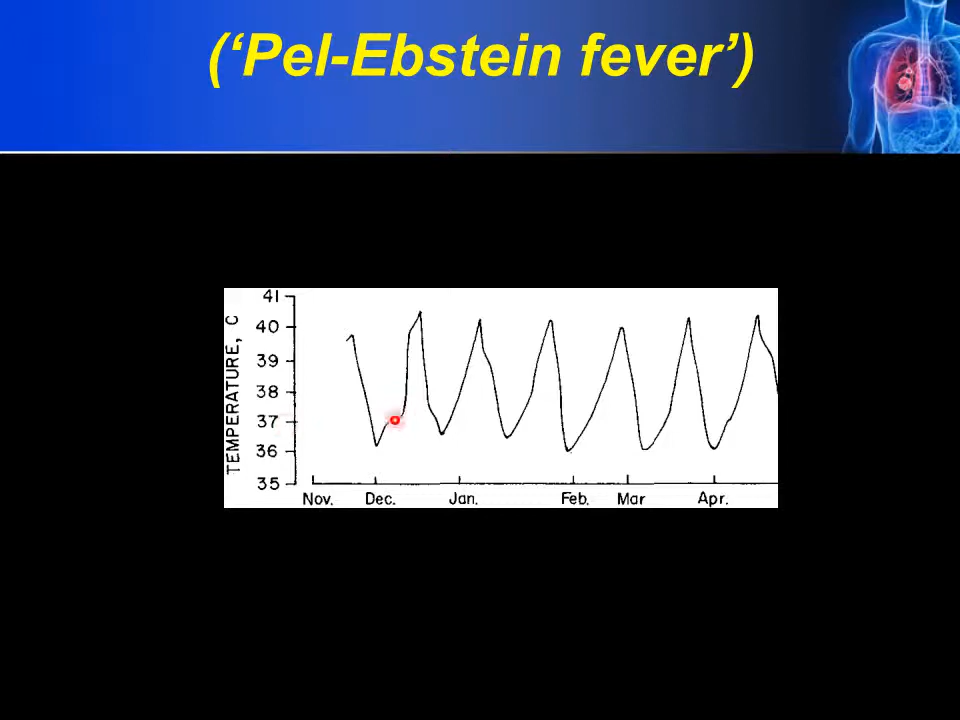 (‘Pel-Ebstein fever’)
TEMPERATURE, C
41
40
39
38
37
36
35
Nov. Dec. Jan. Feb. Mar Apr.